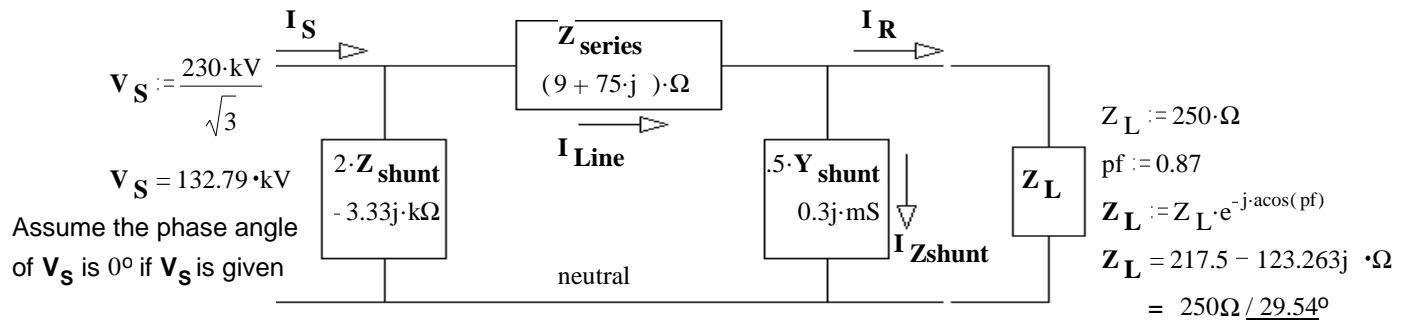 I S
V S := 230·kV / √3
V S = 132.79 •kV
Assume the phase angle
of V S is 0º if V S is given
2·Z shunt
- 3.33j·kΩ
Z series
( 9 + 75·j )·Ω
I Line
neutral
I R
.5·Y shunt
0.3j·mS
I Zshunt
Z L
Z L := 250·Ω
pf := 0.87
Z L := Z L·e^-j·acos( pf)
Z L = 217.5 − 123.263j •Ω
= 250Ω / 29.54º